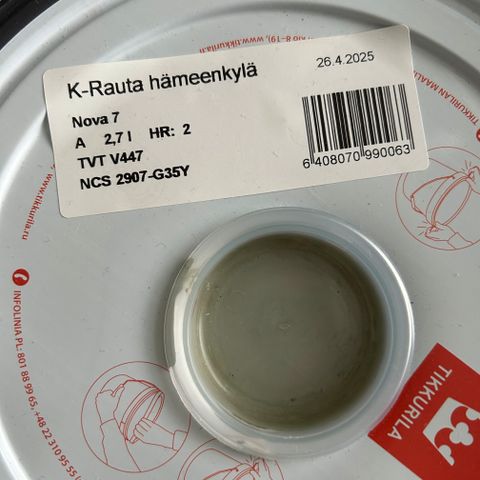 K-Rauta hämeenkylä
26.4.2025
Nova 7
A 2,7 l HR: 2
TVT V447
NCS 2907-G35Y
6 408070 990063
www.tikkurila.ru
INFOLINIA PL: 801 88 99 65, +48 22 310 95 55
TIKKURILA
TIKKURILAN